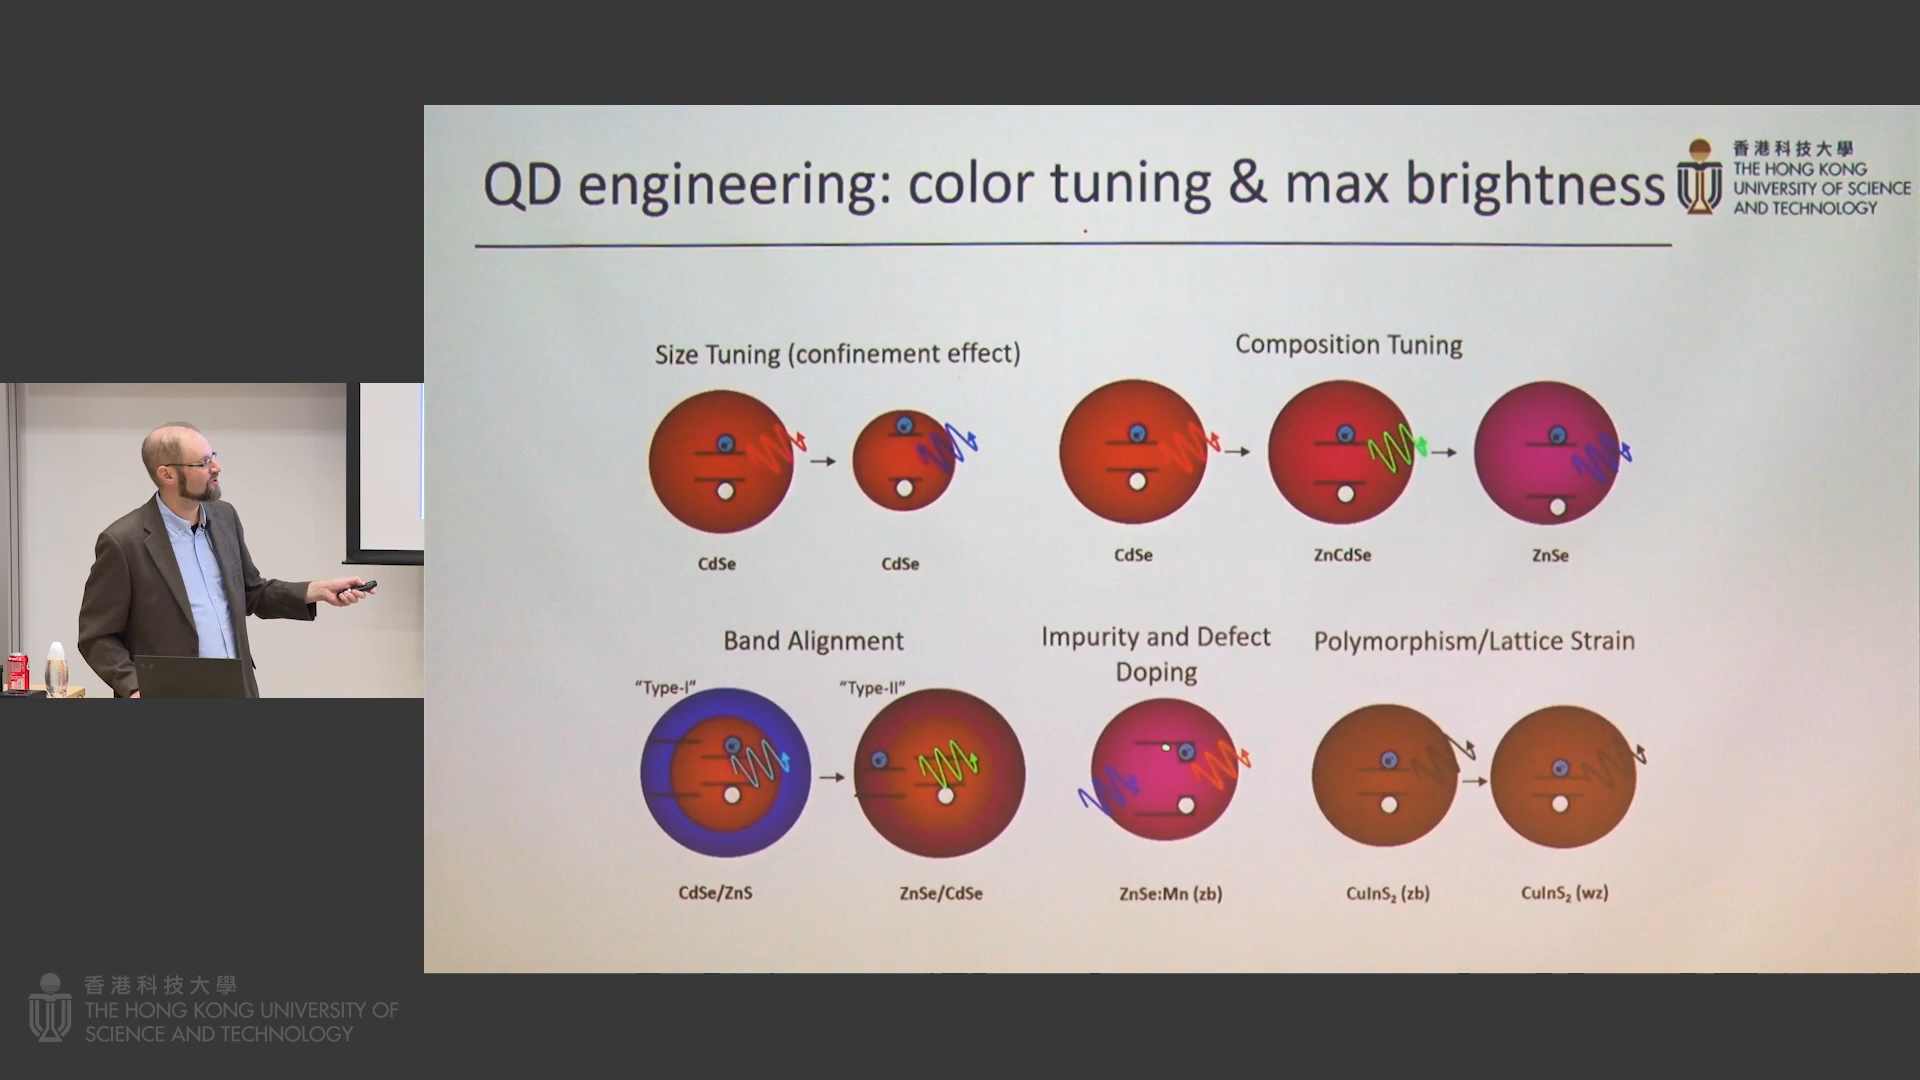 QD engineering: color tuning & max brightness
香港科技大學
THE HONG KONG
UNIVERSITY OF SCIENCE
AND TECHNOLOGY
Size Tuning (confinement effect)
Composition Tuning
CdSe
CdSe
CdSe
ZnCdSe
ZnSe
Band Alignment
Impurity and Defect
Doping
Polymorphism/Lattice Strain
“Type-I”
“Type-II”
CdSe/ZnS
ZnSe/CdSe
ZnSe:Mn (zb)
CuInS₂ (zb)
CuInS₂ (wz)
香港科技大學
THE HONG KONG UNIVERSITY OF
SCIENCE AND TECHNOLOGY